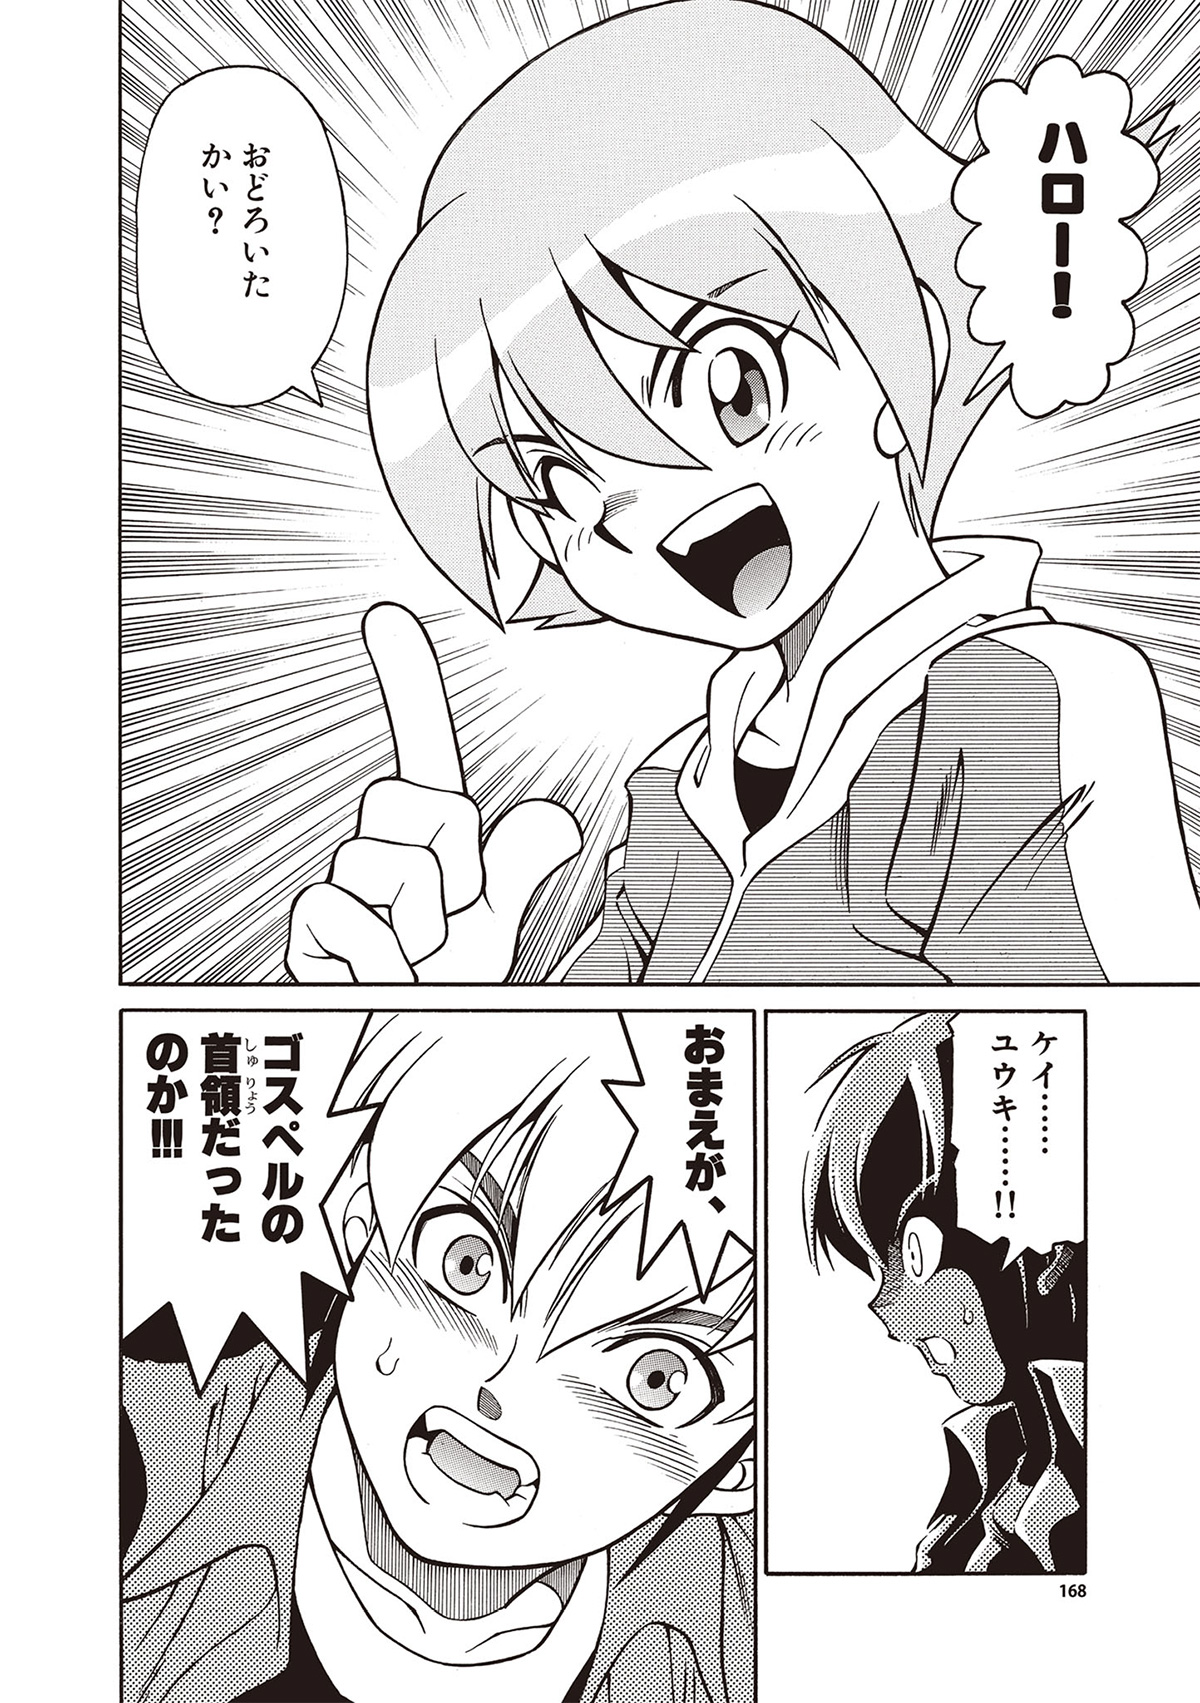 ハロー！
おどろいた
かい？
ケイ……
ユウキ……!!
おまえが、
ゴスペルの
首領だった
しゅりょう
のか!!!
168